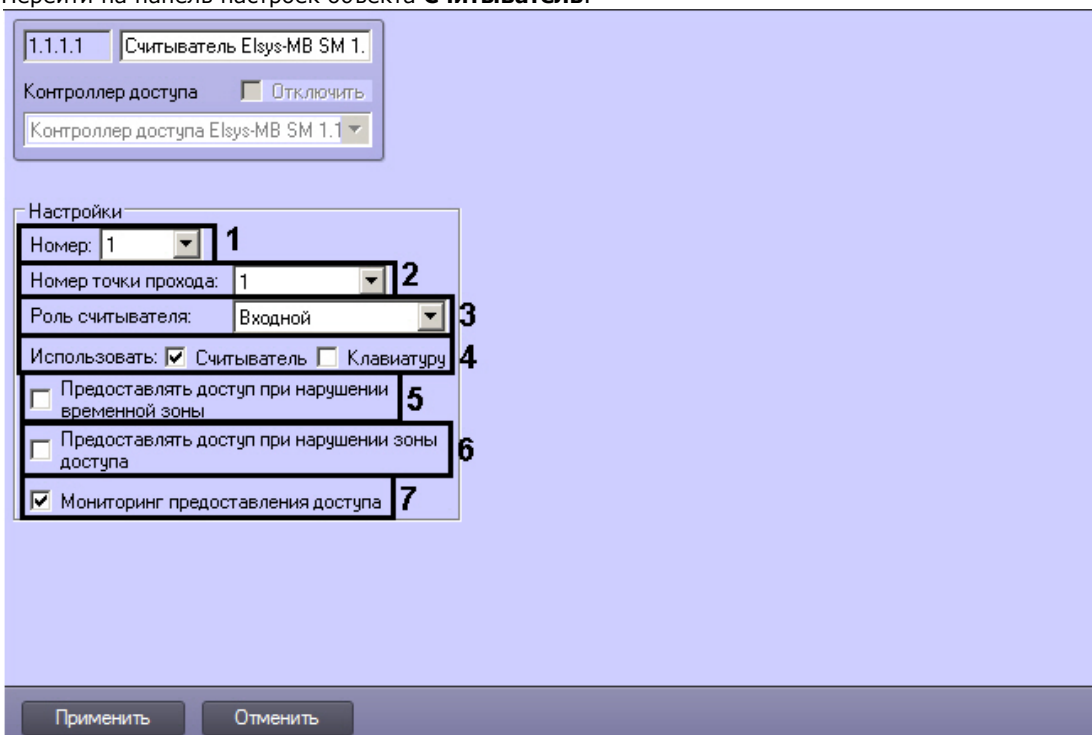 Перейти на панель настроек объекта Считыватель.
1.1.1.1 Считыватель Elsys-MB SM 1.
Контроллер доступа Отключить
Контроллер доступа Elsys-MB SM 1.1
Настройки
Номер: 1 1
Номер точки прохода: 1 2
Роль считывателя: Входной 3
Использовать: Считыватель Клавиатуру 4
Предоставлять доступ при нарушении
временной зоны 5
Предоставлять доступ при нарушении зоны
доступа 6
Мониторинг предоставления доступа 7
Применить Отменить